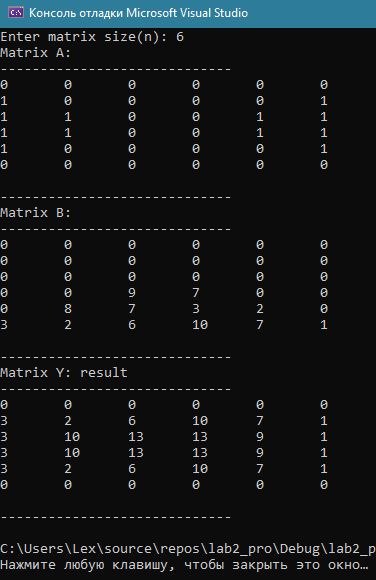 Консоль отладки Microsoft Visual Studio
Enter matrix size(n): 6
Matrix A:
-----------------------------
0 0 0 0 0 0
1 0 0 0 0 1
1 1 0 0 1 1
1 1 0 0 1 1
1 0 0 0 0 1
0 0 0 0 0 0
-----------------------------
Matrix B:
-----------------------------
0 0 0 0 0 0
0 0 0 0 0 0
0 0 0 0 0 0
0 0 9 7 0 0
0 8 7 3 2 0
3 2 6 10 7 1
-----------------------------
Matrix Y: result
-----------------------------
0 0 0 0 0 0
3 2 6 10 7 1
3 10 13 13 9 1
3 10 13 13 9 1
3 2 6 10 7 1
0 0 0 0 0 0
-----------------------------
C:\Users\Lex\source\repos\lab2_pro\Debug\lab2_p
Нажмите любую клавишу, чтобы закрыть это окно…